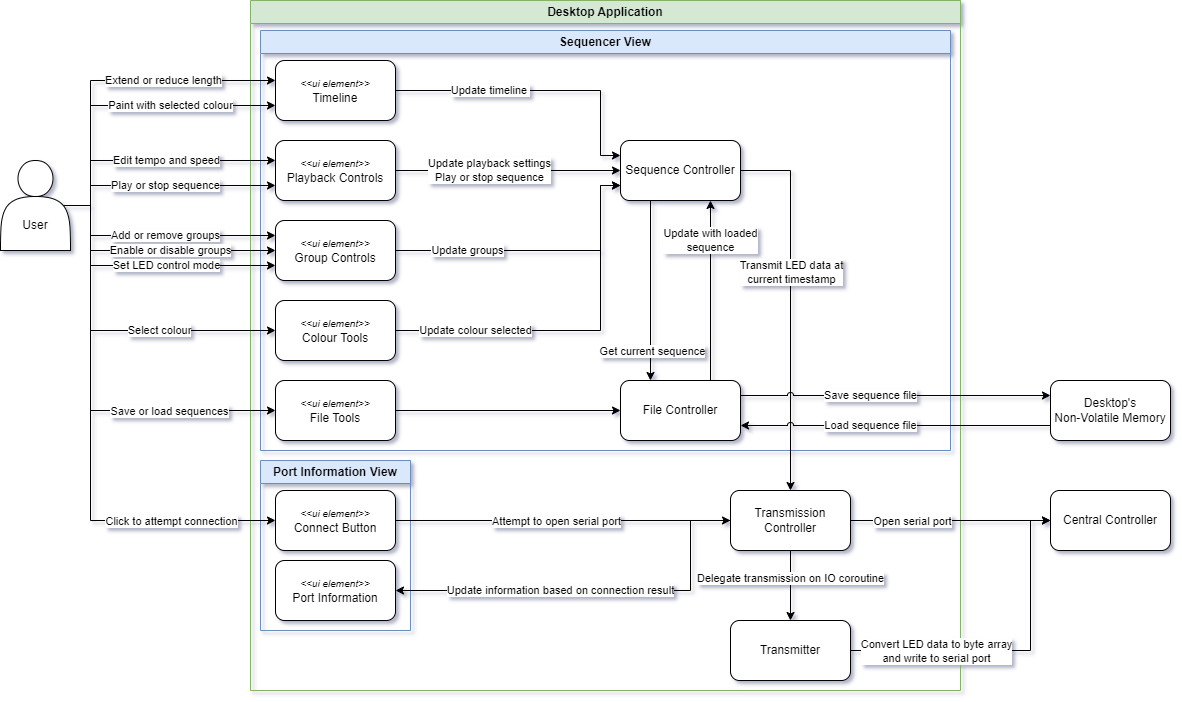 Desktop Application
Sequencer View
Extend or reduce length
Paint with selected colour
<<ui element>>
Timeline
Update timeline
Edit tempo and speed
Play or stop sequence
<<ui element>>
Playback Controls
Update playback settings
Play or stop sequence
Sequence Controller
User
Add or remove groups
Enable or disable groups
Set LED control mode
<<ui element>>
Group Controls
Update groups
Update with loaded
sequence
Transmit LED data at
current timestamp
Select colour
<<ui element>>
Colour Tools
Update colour selected
Get current sequence
Save or load sequences
<<ui element>>
File Tools
File Controller
Save sequence file
Load sequence file
Desktop's
Non-Volatile Memory
Port Information View
Click to attempt connection
<<ui element>>
Connect Button
Attempt to open serial port
Transmission
Controller
Open serial port
Central Controller
<<ui element>>
Port Information
Update information based on connection result
Delegate transmission on IO coroutine
Transmitter
Convert LED data to byte array
and write to serial port